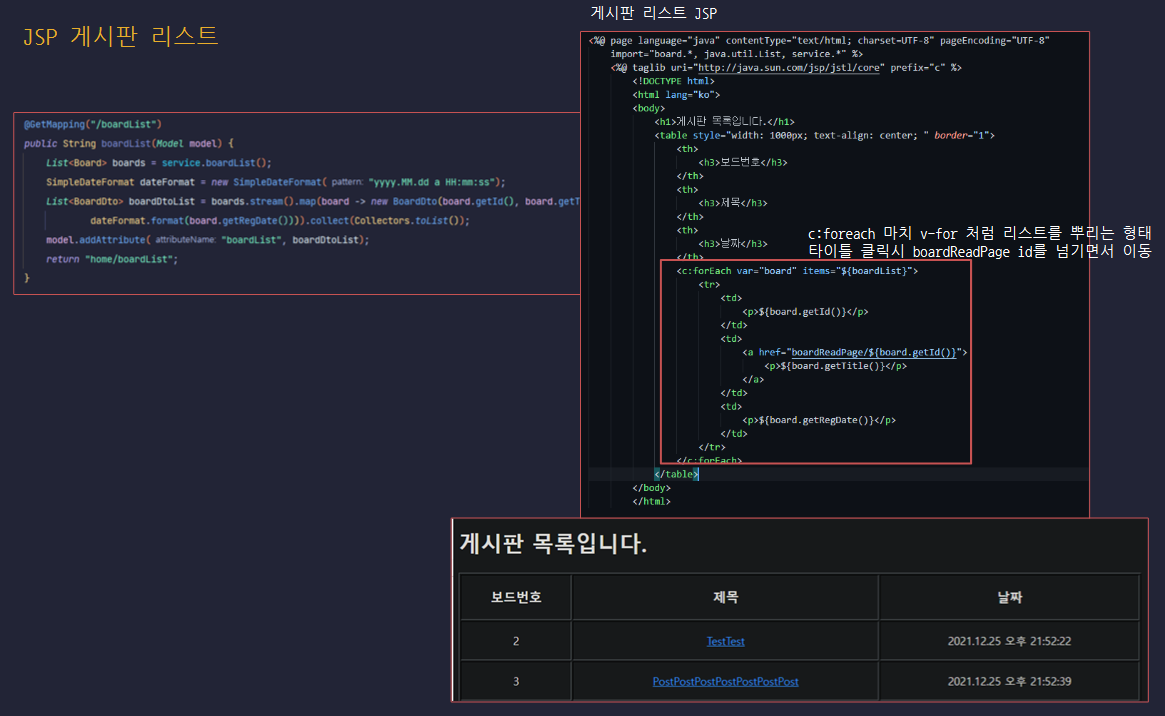 JSP 게시판 리스트
@GetMapping("/boardList")
public String boardList(Model model) {
List<Board> boards = service.boardList();
SimpleDateFormat dateFormat = new SimpleDateFormat( pattern: "yyyy.MM.dd a HH:mm:ss");
List<BoardDto> boardDtoList = boards.stream().map(board -> new BoardDto(board.getId(), board.getT
dateFormat.format(board.getRegDate()))).collect(Collectors.toList());
model.addAttribute( attributeName: "boardList", boardDtoList);
return "home/boardList";
}
게시판 리스트 JSP
<%@ page language="java" contentType="text/html; charset=UTF-8" pageEncoding="UTF-8"
import="board.*, java.util.List, service.*" %>
<%@ taglib uri="http://java.sun.com/jsp/jstl/core" prefix="c" %>
<!DOCTYPE html>
<html lang="ko">
<body>
<h1>게시판 목록입니다.</h1>
<table style="width: 1000px; text-align: center; " border="1">
<th>
<h3>보드번호</h3>
</th>
<th>
<h3>제목</h3>
</th>
<th>
<h3>날짜</h3>
</th>
c:foreach 마치 v-for 처럼 리스트를 뿌리는 형태
타이틀 클릭시 boardReadPage id를 넘기면서 이동
<c:forEach var="board" items="${boardList}">
<tr>
<td>
<p>${board.getId()}</p>
</td>
<td>
<a href="boardReadPage/${board.getId()}">
<p>${board.getTitle()}</p>
</a>
</td>
<td>
<p>${board.getRegDate()}</p>
</td>
</tr>
</c:forEach>
</table>
</body>
</html>
게시판 목록입니다.
보드번호 제목 날짜
2 TestTest 2021.12.25 오후 21:52:22
3 PostPostPostPostPostPostPost 2021.12.25 오후 21:52:39